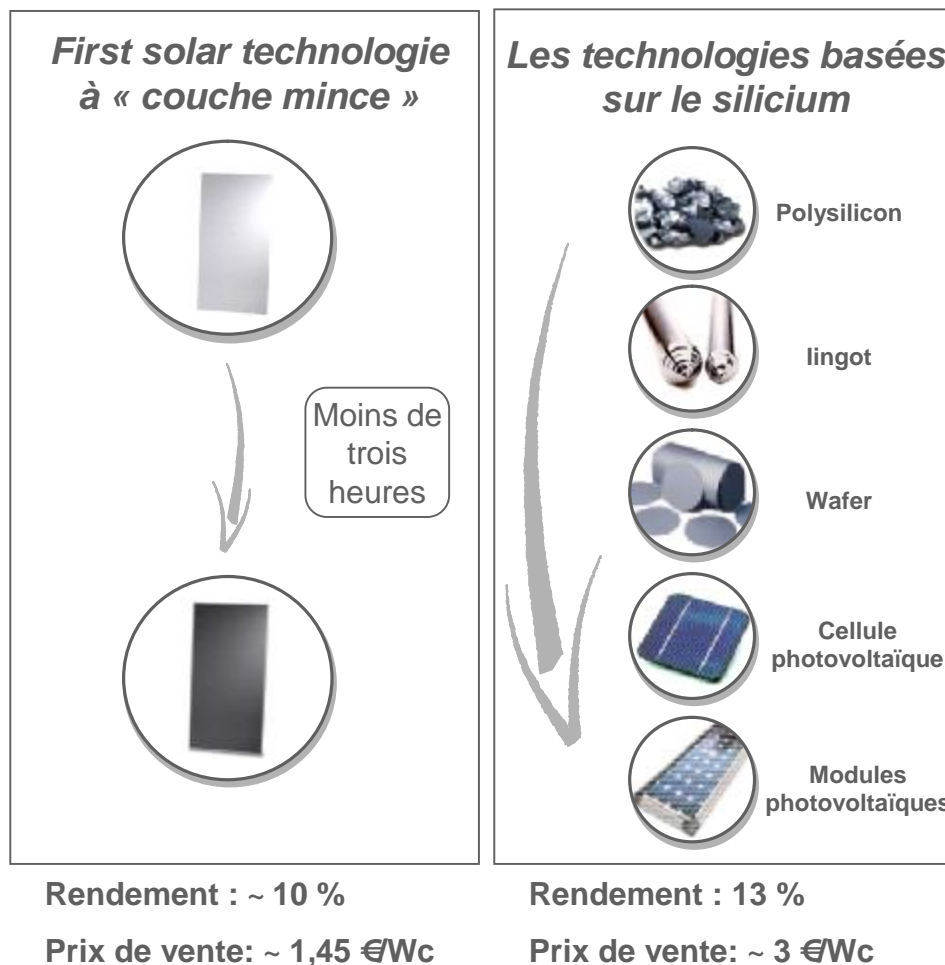 First solar technologie
à « couche mince »
Moins de
trois
heures
Rendement : ~ 10 %
Prix de vente: ~ 1,45 €/Wc
Les technologies basées
sur le silicium
Polysilicon
lingot
Wafer
Cellule
photovoltaïque
Modules
photovoltaïques
Rendement : 13 %
Prix de vente: ~ 3 €/Wc